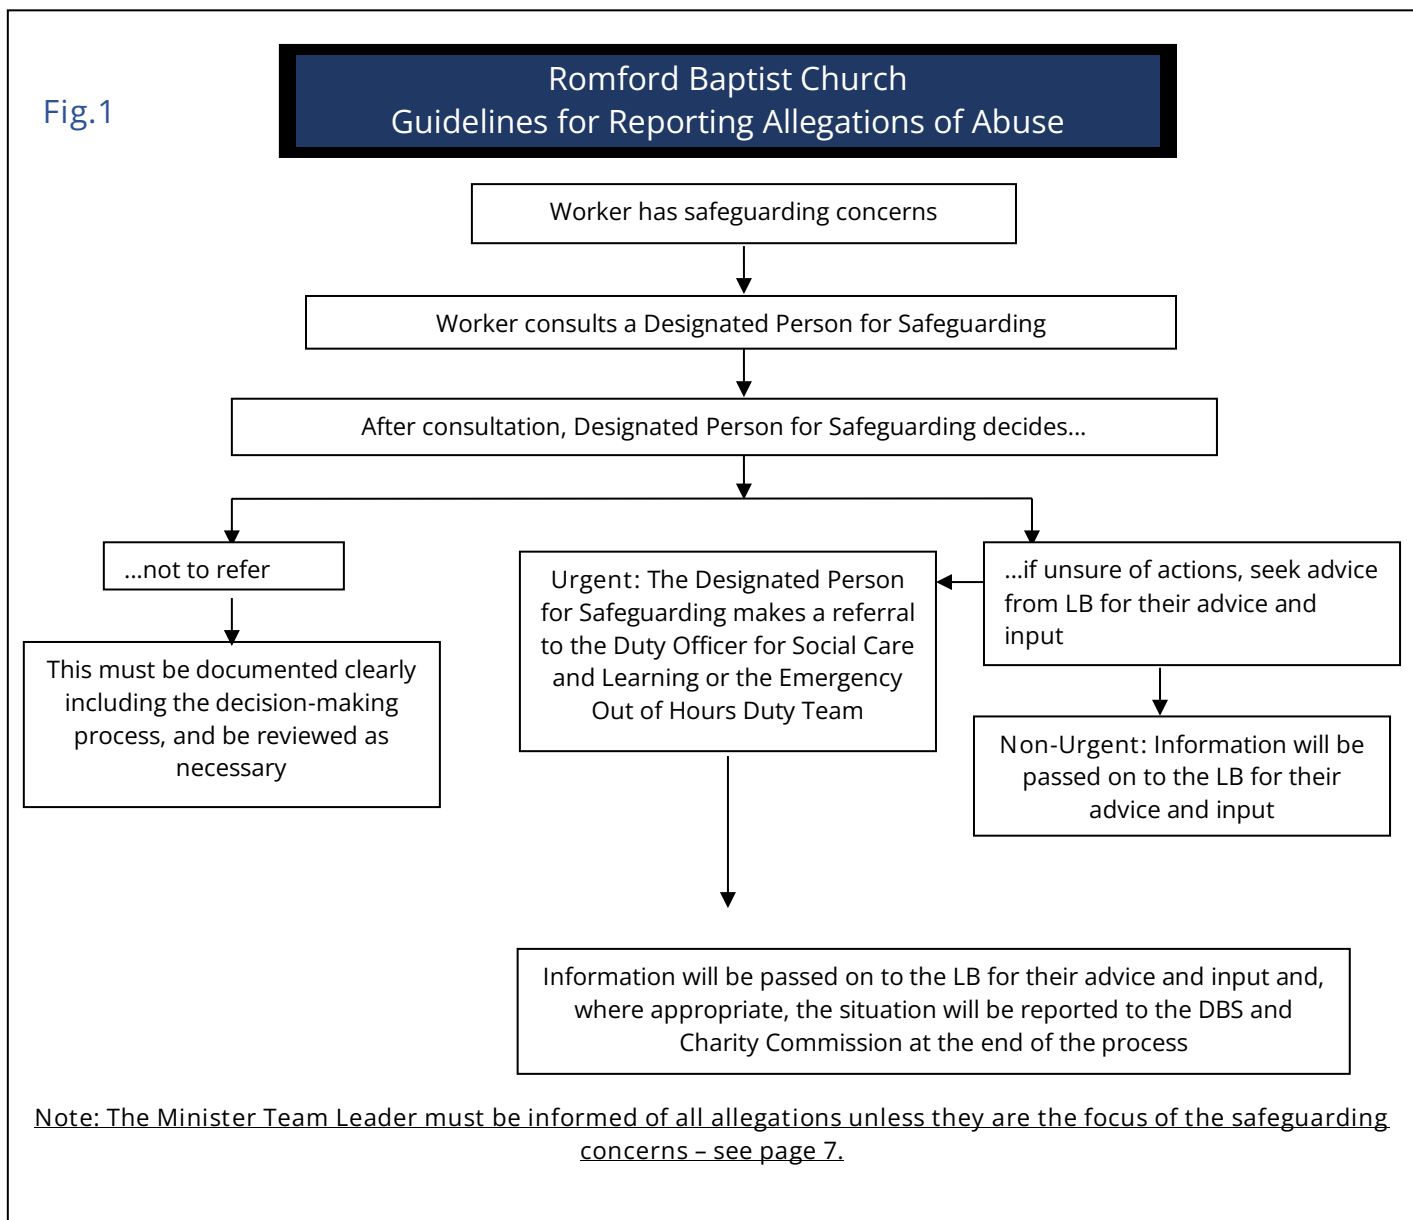 Fig.1
Romford Baptist Church
Guidelines for Reporting Allegations of Abuse
Worker has safeguarding concerns
Worker consults a Designated Person for Safeguarding
After consultation, Designated Person for Safeguarding decides...
...not to refer
This must be documented clearly
including the decision-making
process, and be reviewed as
necessary
Urgent: The Designated Person
for Safeguarding makes a referral
to the Duty Officer for Social Care
and Learning or the Emergency
Out of Hours Duty Team
...if unsure of actions, seek advice
from LB for their advice and
input
Non-Urgent: Information will be
passed on to the LB for their
advice and input
Information will be passed on to the LB for their advice and input and,
where appropriate, the situation will be reported to the DBS and
Charity Commission at the end of the process
Note: The Minister Team Leader must be informed of all allegations unless they are the focus of the safeguarding
concerns – see page 7.